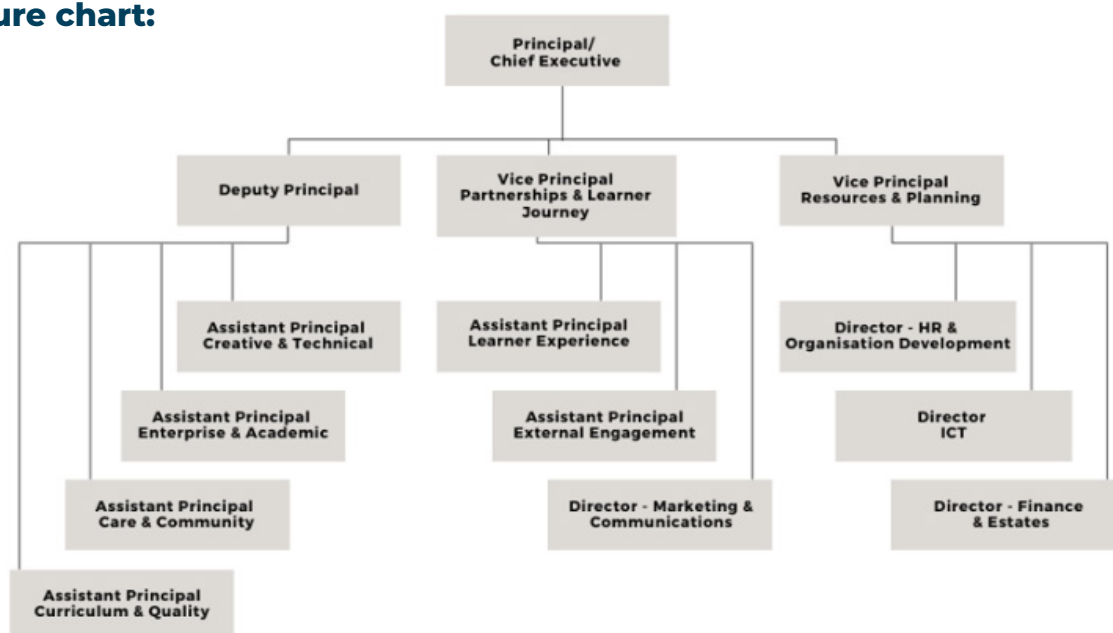 ure chart:
Principal/
Chief Executive
Deputy Principal
Vice Principal
Partnerships & Learner
Journey
Vice Principal
Resources & Planning
Assistant Principal
Creative & Technical
Assistant Principal
Learner Experience
Director - HR &
Organisation Development
Assistant Principal
Enterprise & Academic
Assistant Principal
External Engagement
Director
ICT
Assistant Principal
Care & Community
Director - Marketing &
Communications
Director - Finance
& Estates
Assistant Principal
Curriculum & Quality